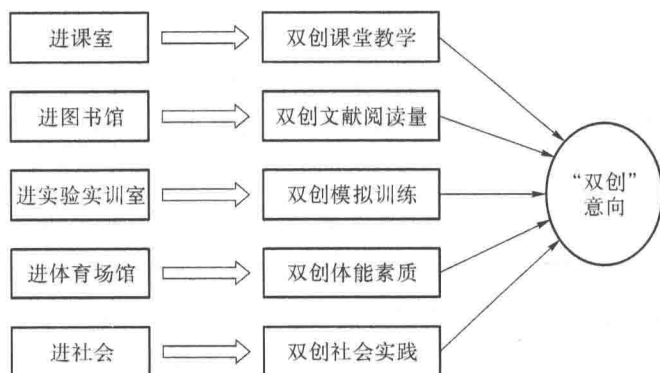 进课室
双创课堂教学
进图书馆
双创文献阅读量
进实验实训室
双创模拟训练
“双创”
意向
进体育场馆
双创体能素质
进社会
双创社会实践